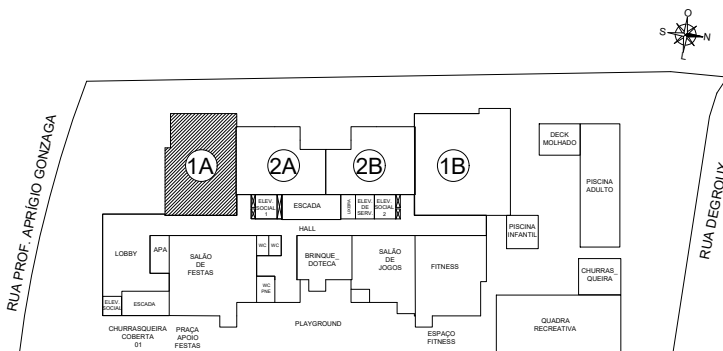 O
S
N
L
RUA PROF. APRÍGIO GONZAGA
RUA DEGROUX
1A
2A
2B
1B
DECK
MOLHADO
PISCINA
ADULTO
PISCINA
INFANTIL
ELEV.
SOCIAL
1
ESCADA
LIXEIRA
ELEV.
DE
SERV.
ELEV.
SOCIAL
2
HALL
LOBBY
APA
SALÃO
DE
FESTAS
WC
WC
WC
PNE
BRINQUE_
DOTECA
SALÃO
DE
JOGOS
FITNESS
CHURRAS_
QUEIRA
ELEV.
SOCIAL
ESCADA
CHURRASQUEIRA
COBERTA
01
PRAÇA
APOIO
FESTAS
PLAYGROUND
ESPAÇO
FITNESS
QUADRA
RECREATIVA